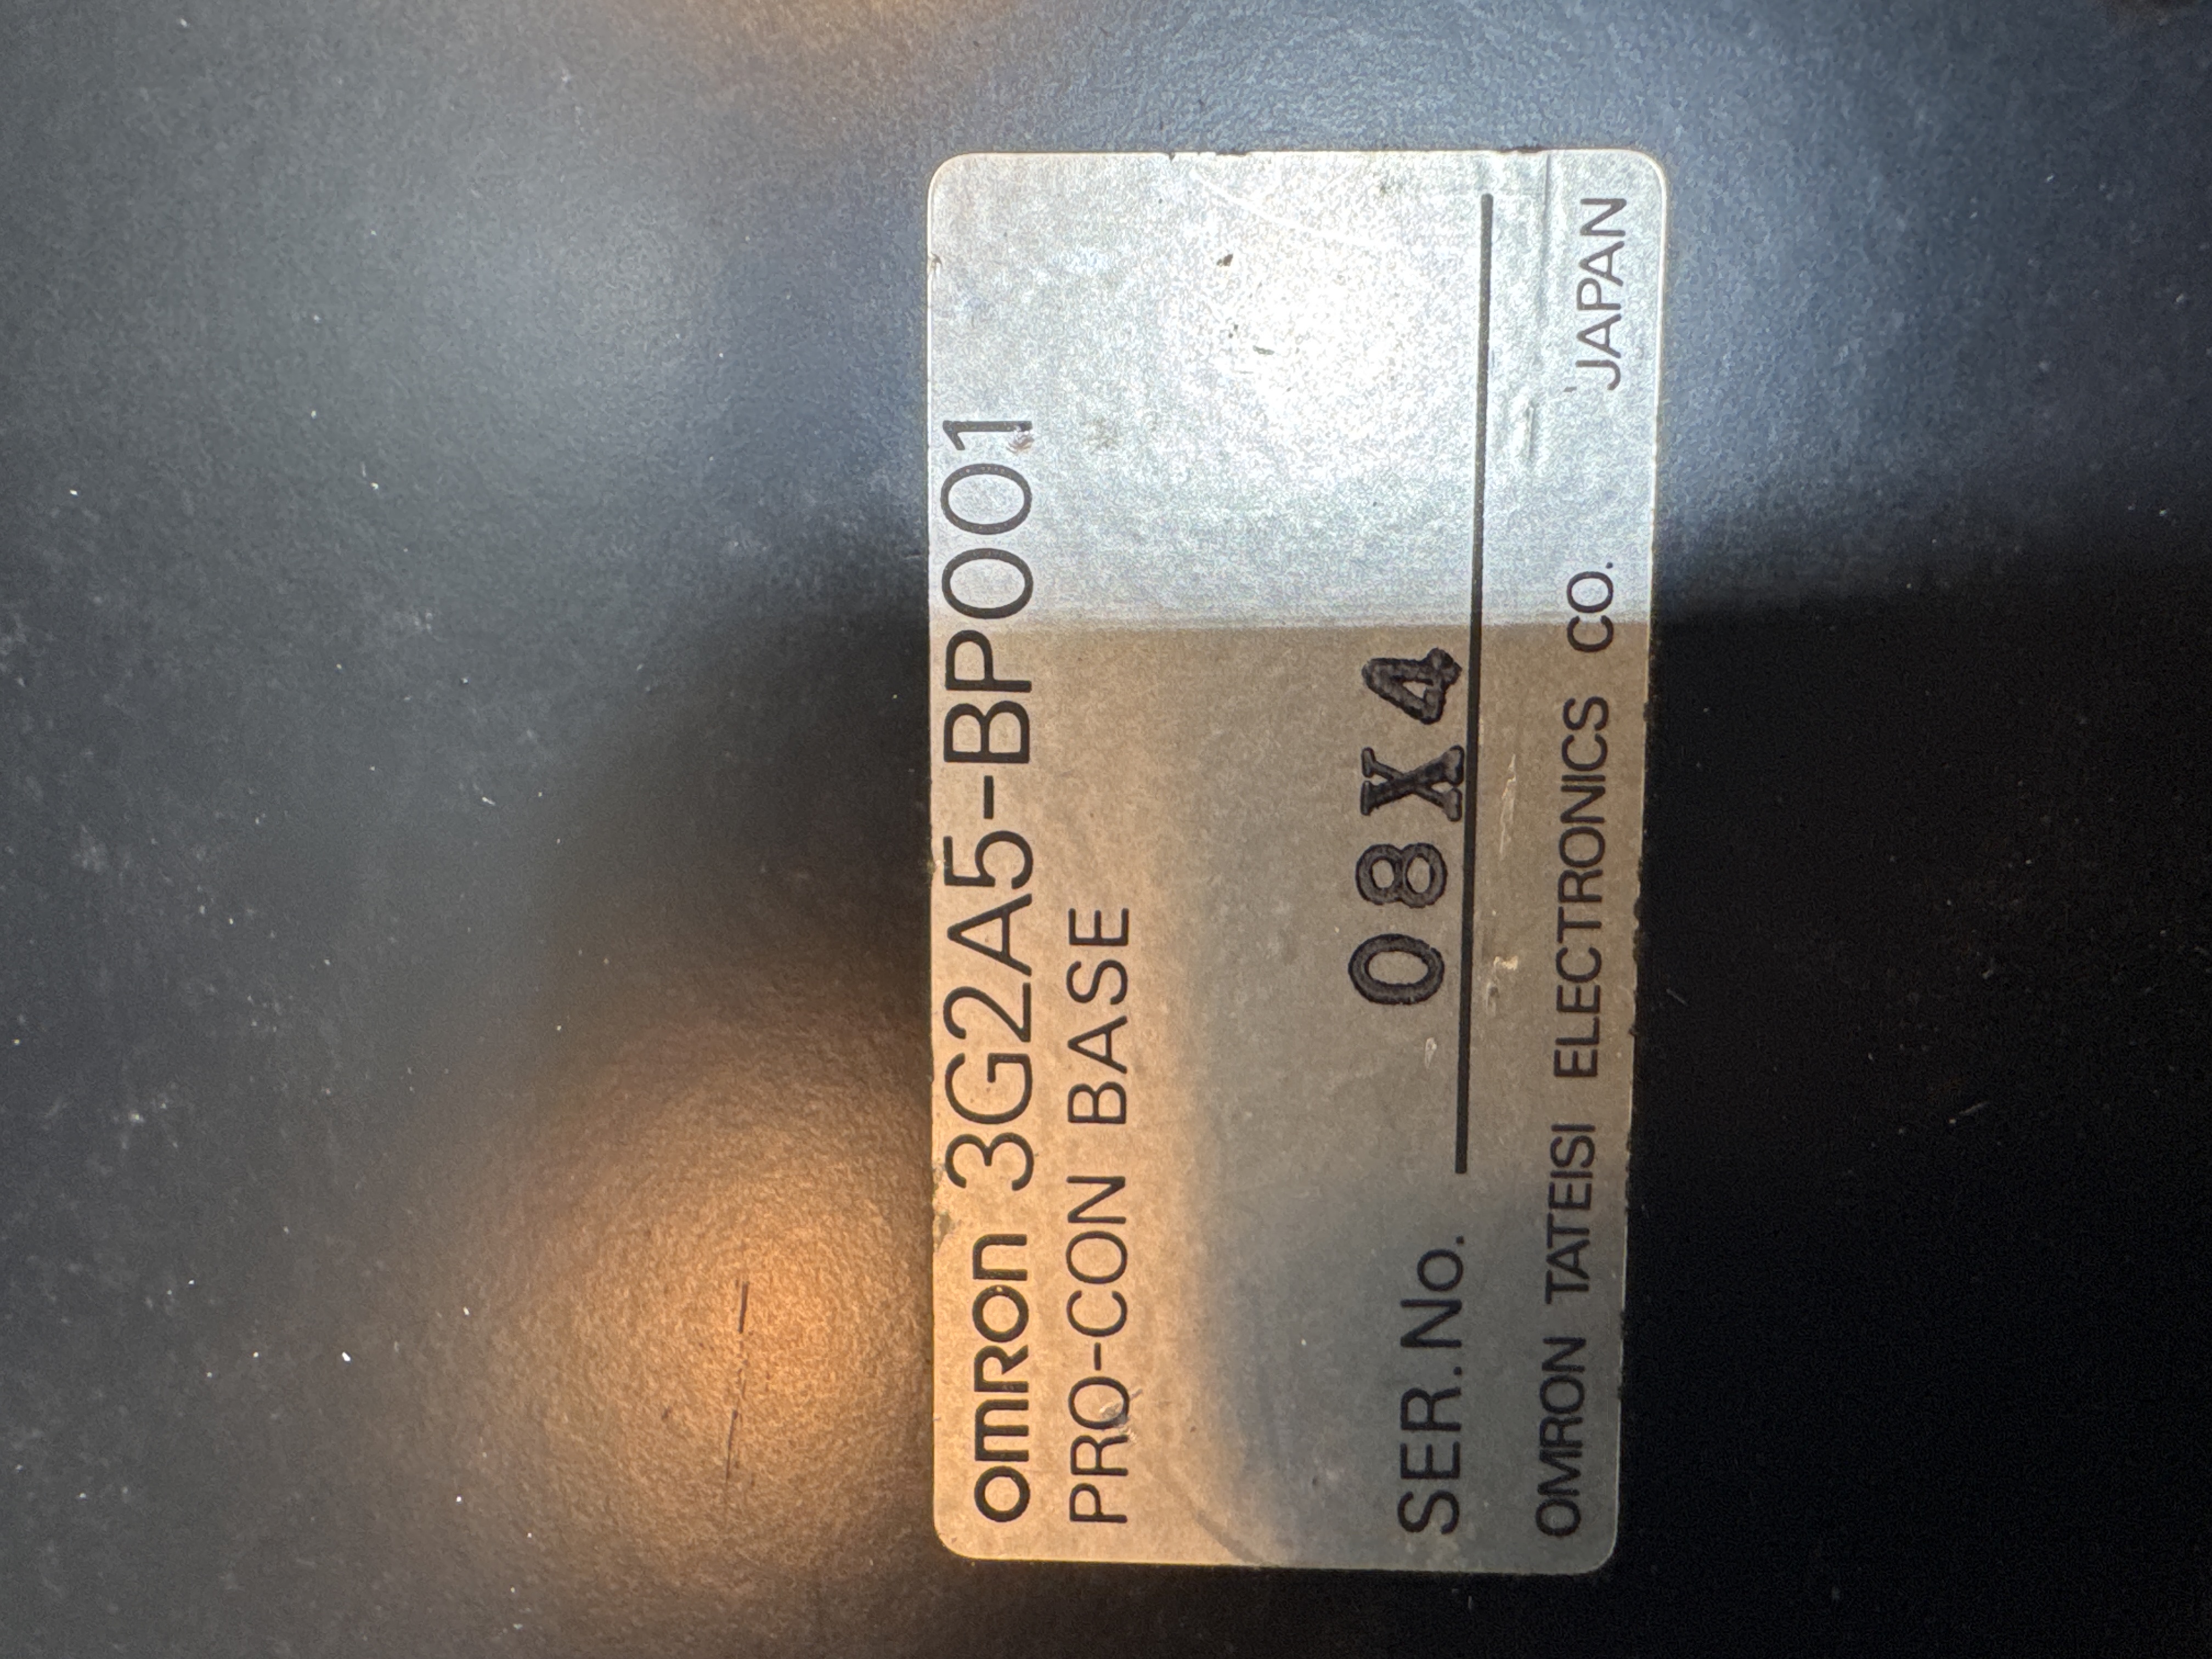 OMRON 3G2A5-BP001
PRO-CON BASE
SER.No. 08X4
OMRON TATEISI ELECTRONICS CO. JAPAN